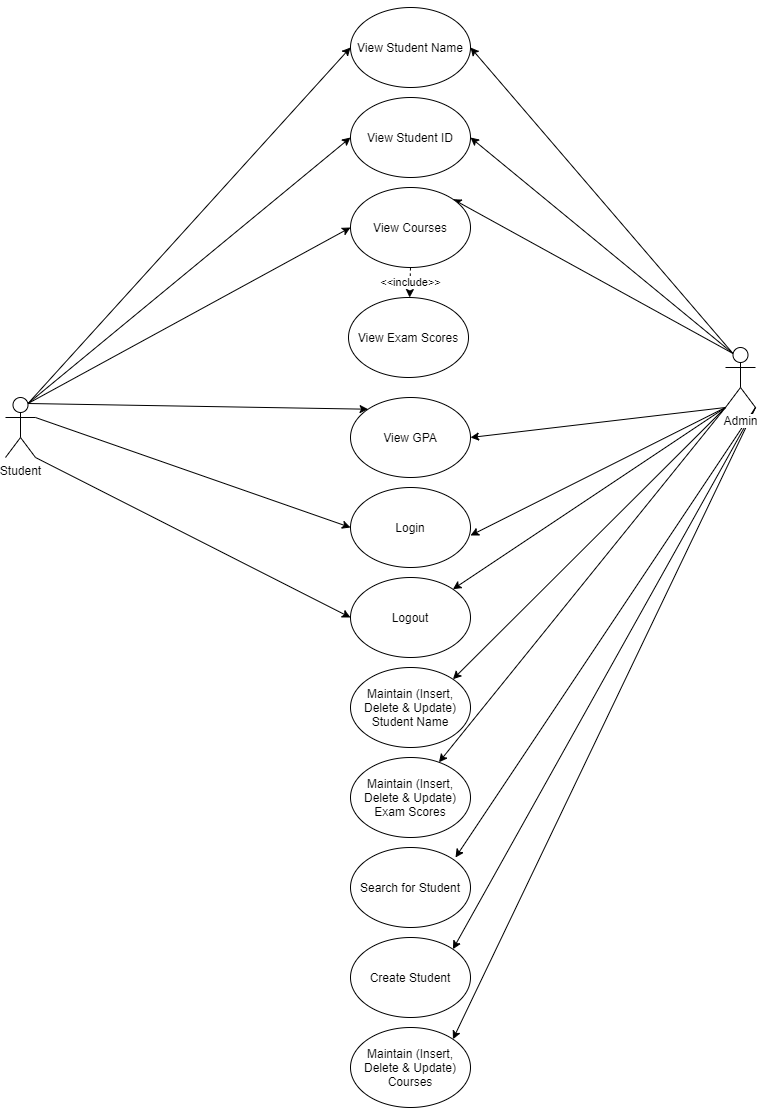 View Student Name
View Student ID
View Courses
<<include>>
View Exam Scores
Student
Admin
View GPA
Login
Logout
Maintain (Insert,
Delete & Update)
Student Name
Maintain (Insert,
Delete & Update)
Exam Scores
Search for Student
Create Student
Maintain (Insert,
Delete & Update)
Courses